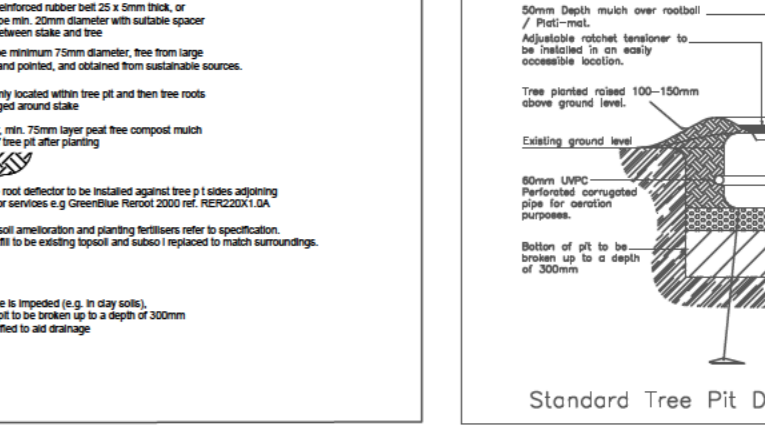 einforced rubber belt 25 x 5mm thick, or
be min. 20mm diameter with suitable spacer
etween stake and tree
e minimum 75mm diameter, free from large
and pointed, and obtained from sustainable sources.
nly located within tree pit and then tree roots
ged around stake
, min. 75mm layer peat free compost mulch
tree pit after planting
root deflector to be installed against tree p t sides adjoining
or services e.g GreenBlue Reroot 2000 ref. RER220X1.0A
soil amelioration and planting fertilisers refer to specification.
fill to be existing topsoil and subso l replaced to match surroundings.
e is impeded (e.g. in clay soils),
pit to be broken up to a depth of 300mm
fied to aid drainage
50mm Depth mulch over rootball
/ Plati-mat.
Adjustable ratchet tensioner to
be installed in an easily
accessible location.
Tree planted raised 100-150mm
above ground level.
Existing ground level
60mm UVPC
Perforated corrugated
pipe for aeration
purposes.
Botton of pit to be
broken up to a depth
of 300mm
Standard Tree Pit D